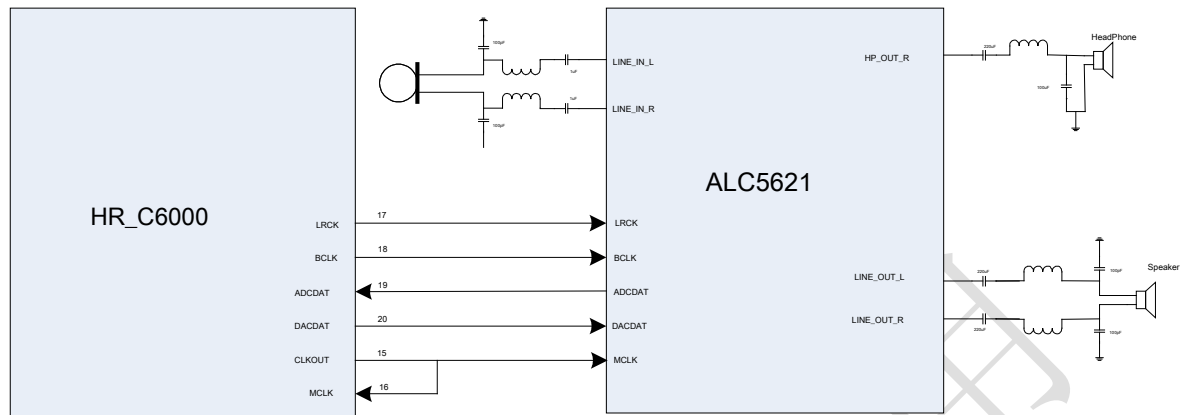 HR_C6000
LRCK
BCLK
ADCDAT
DACDAT
CLKOUT
MCLK
17
18
19
20
15
16
100pF
1uF
1uF
100pF
LINE_IN_L
LINE_IN_R
ALC5621
LRCK
BCLK
ADCDAT
DACDAT
MCLK
HP_OUT_R
LINE_OUT_L
LINE_OUT_R
220uF
HeadPhone
220uF
100pF
Speaker
220uF
100pF